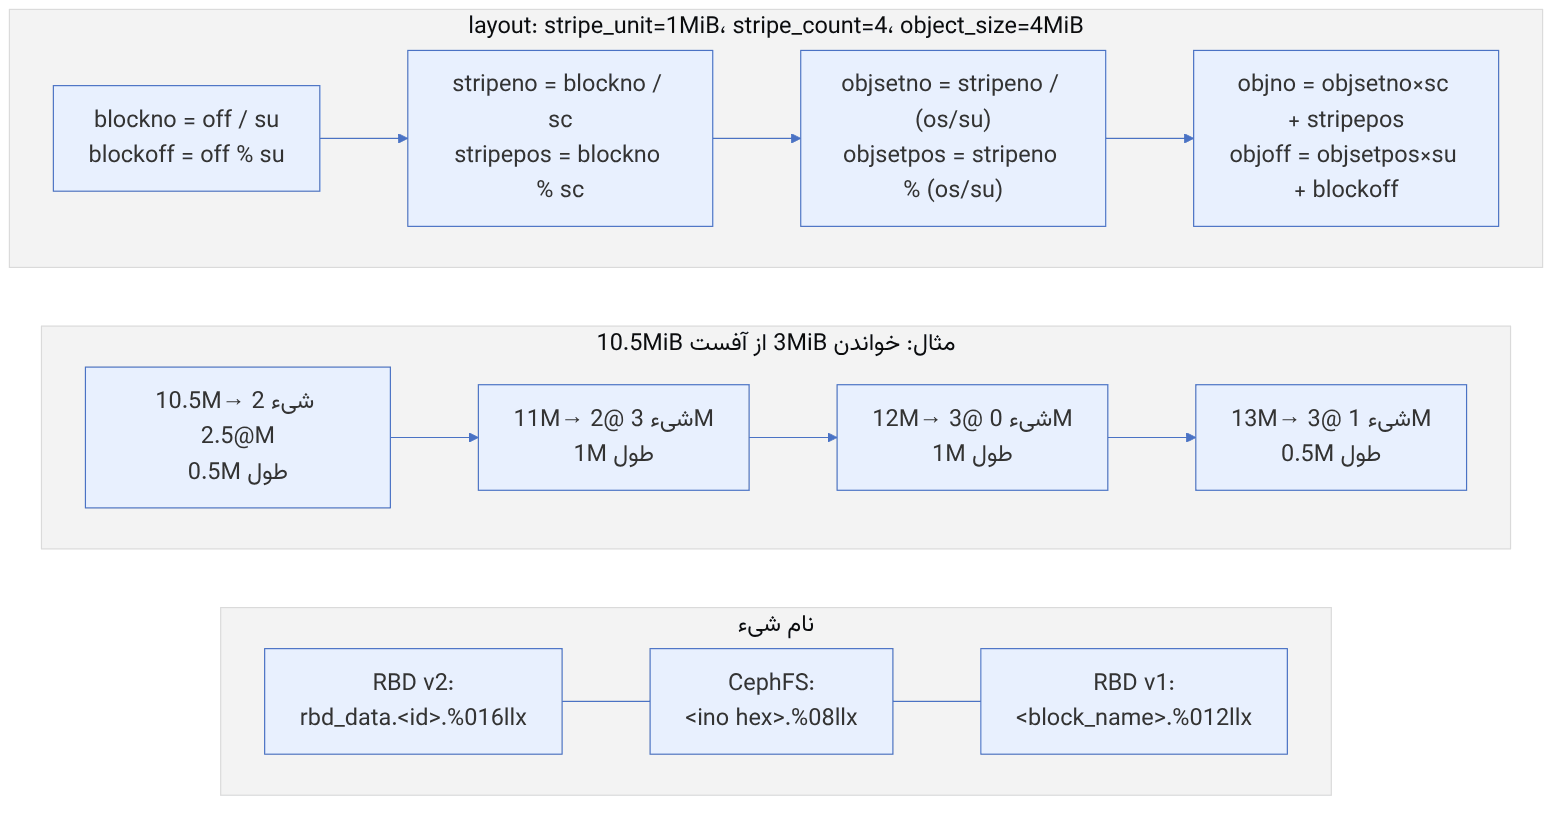 layout: stripe_unit=1MiB، stripe_count=4، object_size=4MiB
blockno = off / su
blockoff = off % su
stripeno = blockno /
sc
stripepos = blockno
% sc
objsetno = stripeno /
(os/su)
objsetpos = stripeno
% (os/su)
objno = objsetno×sc
+ stripepos
objoff = objsetpos×su
+ blockoff
مثال: خواندن 3MiB از آفست 10.5MiB
10.5M→ شیء 2
2.5@M
طول 0.5M
11M→ شیء 3 @2M
طول 1M
12M→ شیء 0 @3M
طول 1M
13M→ شیء 1 @3M
طول 0.5M
نام شیء
RBD v2:
rbd_data.<id>.%016llx
CephFS:
<ino hex>.%08llx
RBD v1:
<block_name>.%012llx